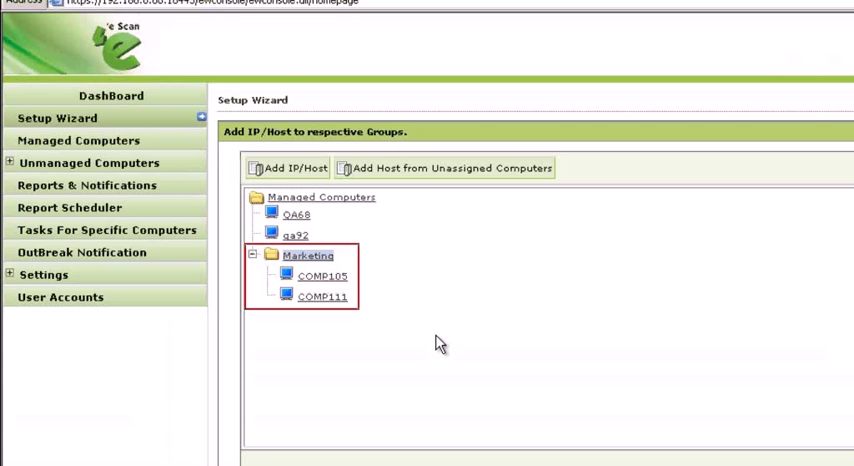 Address
https://192.168.0.66:10443/ewconsole/ewconsole.dll/homepage
e Scan
DashBoard
Setup Wizard
Managed Computers
Unmanaged Computers
Reports & Notifications
Report Scheduler
Tasks For Specific Computers
OutBreak Notification
Settings
User Accounts
Setup Wizard
Add IP/Host to respective Groups.
Add IP/Host
Add Host from Unassigned Computers
Managed Computers
QA68
qa92
Marketing
COMP105
COMP111